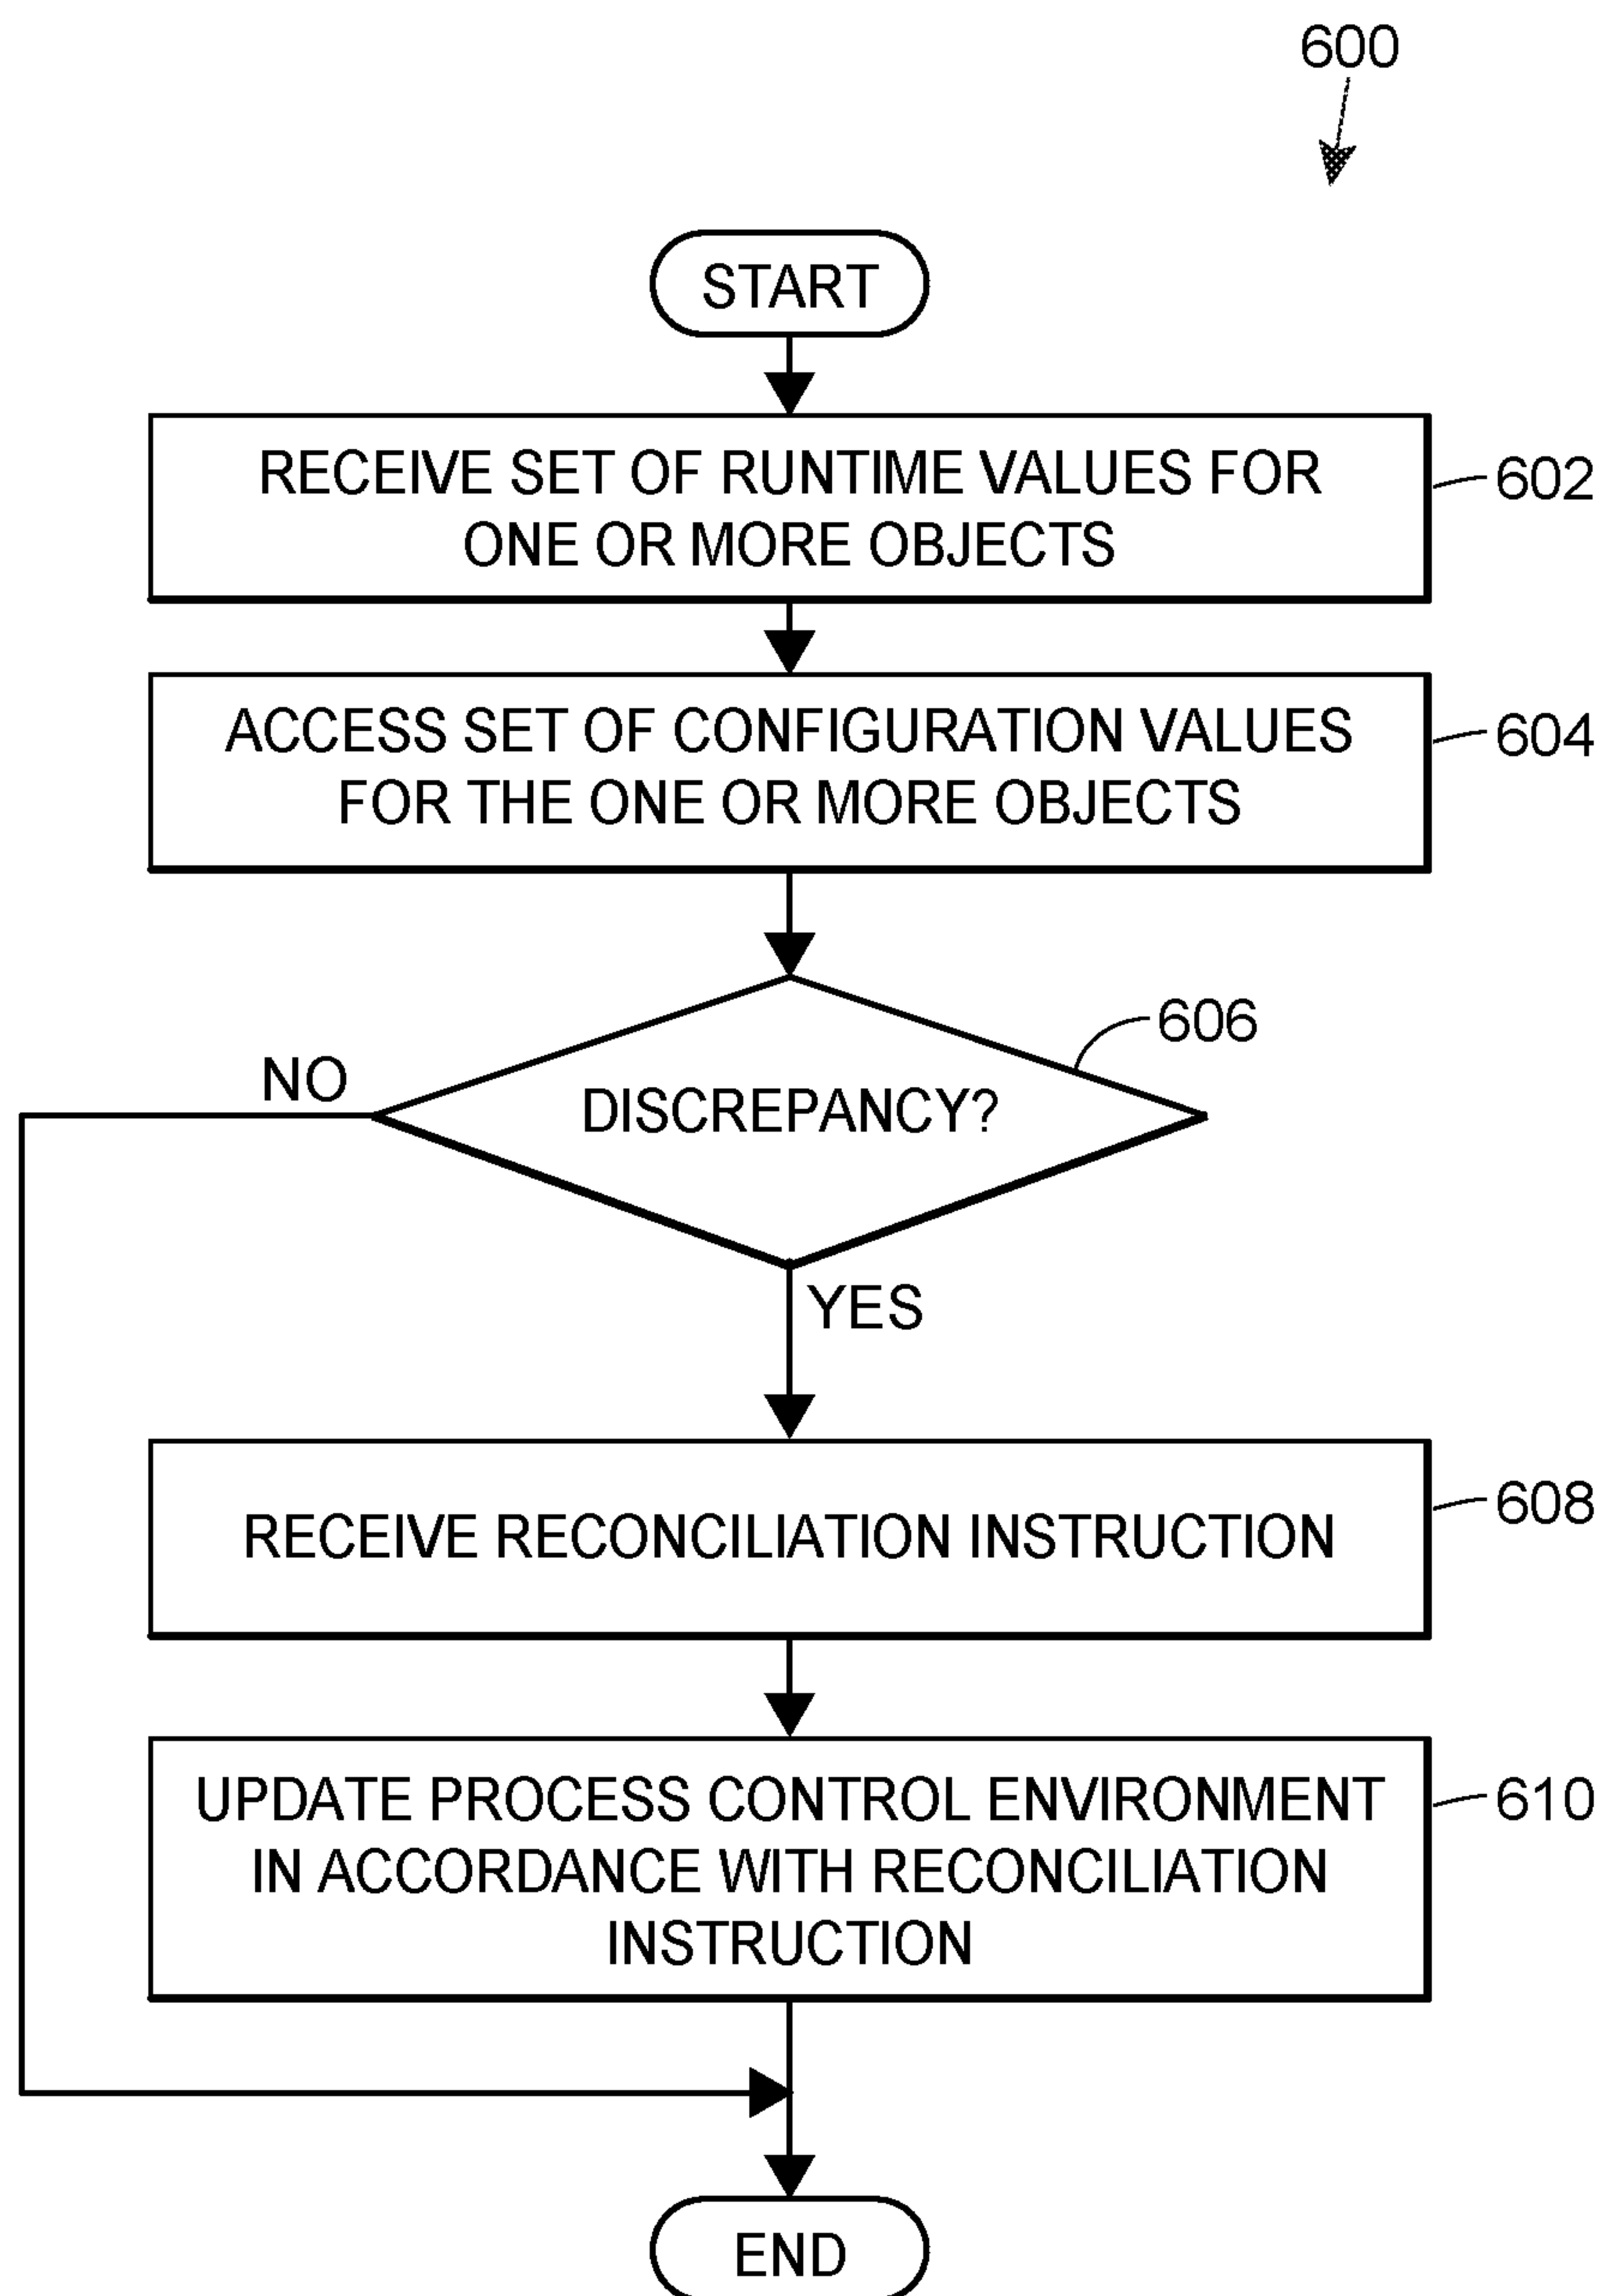 600
START
RECEIVE SET OF RUNTIME VALUES FOR
ONE OR MORE OBJECTS
602
ACCESS SET OF CONFIGURATION VALUES
FOR THE ONE OR MORE OBJECTS
604
606
NO
DISCREPANCY?
YES
RECEIVE RECONCILIATION INSTRUCTION
608
UPDATE PROCESS CONTROL ENVIRONMENT
IN ACCORDANCE WITH RECONCILIATION
INSTRUCTION
610
END